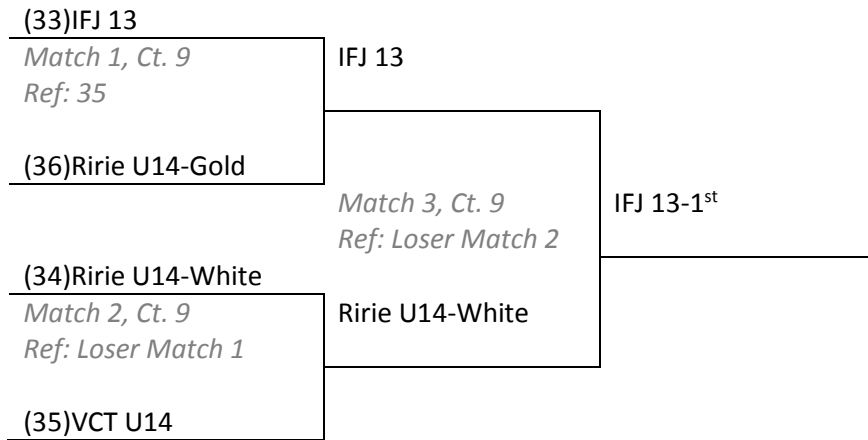 (33)IFJ 13
Match 1, Ct. 9
IFJ 13
Ref: 35
(36)Ririe U14-Gold
Match 3, Ct. 9
IFJ 13-1st
Ref: Loser Match 2
(34)Ririe U14-White
Match 2, Ct. 9
Ririe U14-White
Ref: Loser Match 1
(35)VCT U14